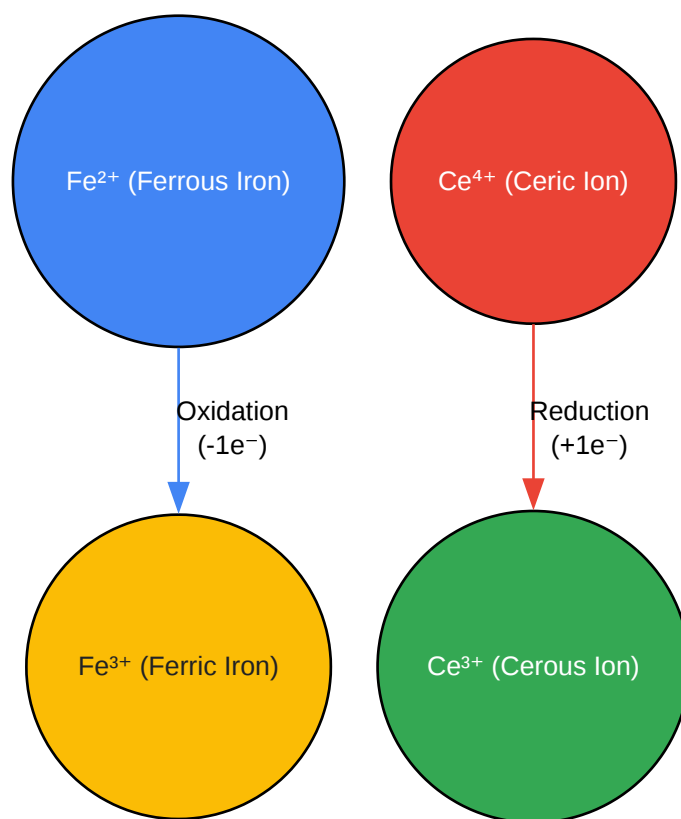 Fe²⁺ (Ferrous Iron)
Ce⁴⁺ (Ceric Ion)
Oxidation
(-1e⁻)
Reduction
(+1e⁻)
Fe³⁺ (Ferric Iron)
Ce³⁺ (Cerous Ion)